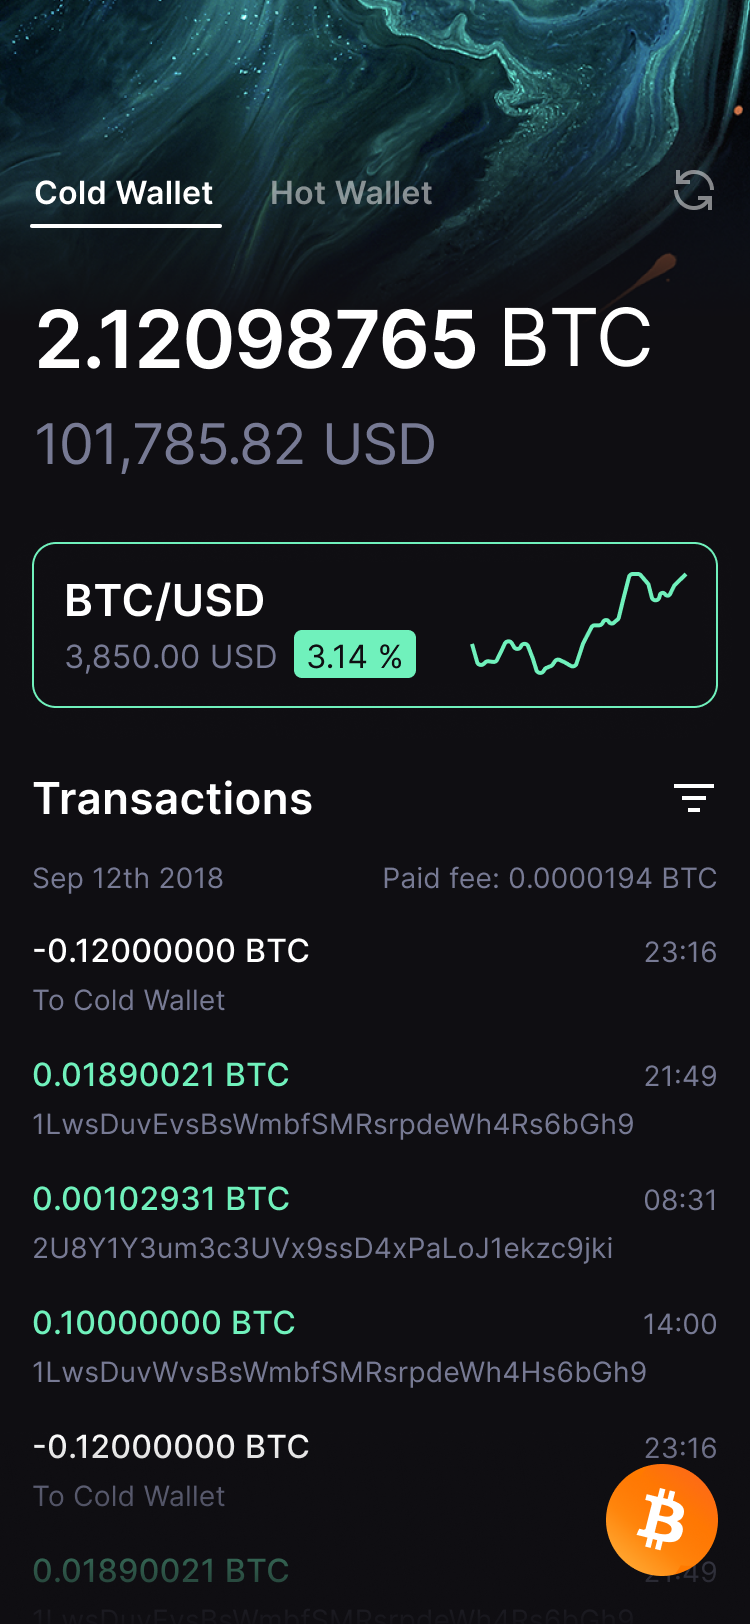 Cold Wallet Hot Wallet
2.12098765 BTC
101,785.82 USD
BTC/USD
3,850.00 USD 3.14 %
Transactions
Sep 12th 2018 Paid fee: 0.0000194 BTC
-0.12000000 BTC 23:16
To Cold Wallet
0.01890021 BTC 21:49
1LwsDuvEvsBsWmbfSMRsrpdeWh4Rs6bGh9
0.00102931 BTC 08:31
2U8Y1Y3um3c3UVx9ssD4xPaLoJ1ekzc9jki
0.10000000 BTC 14:00
1LwsDuvWvsBsWmbfSMRsrpdeWh4Hs6bGh9
-0.12000000 BTC 23:16
To Cold Wallet
0.01890021 BTC